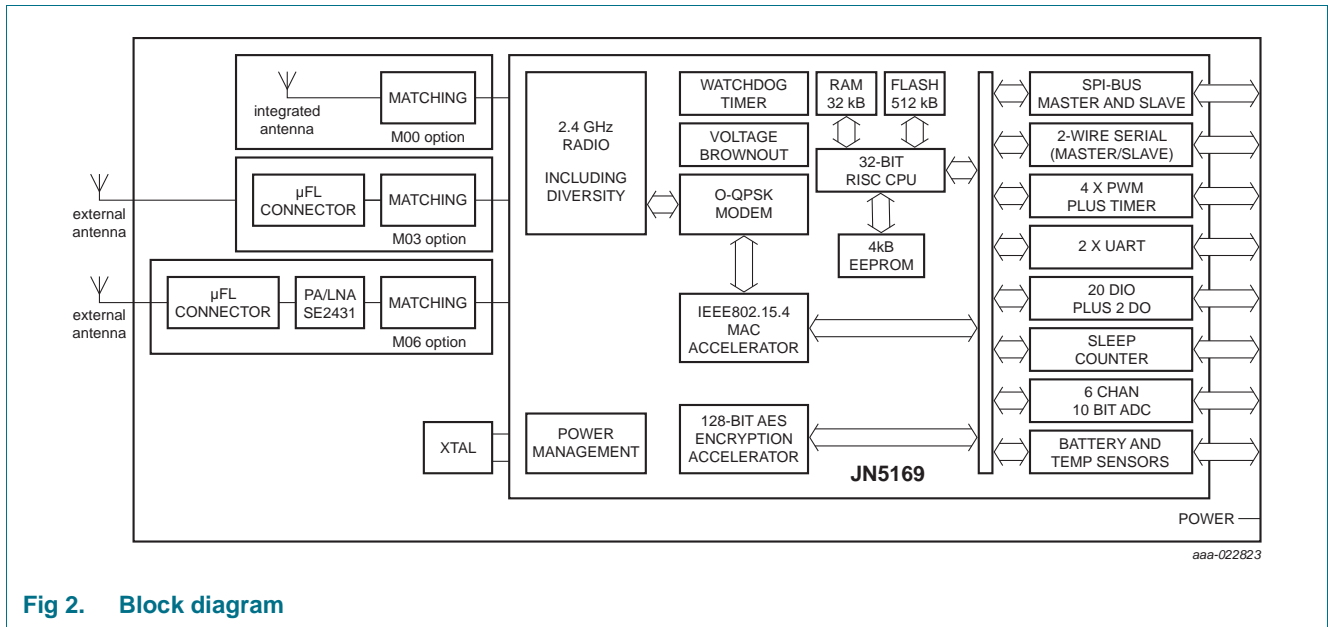 integrated
antenna
MATCHING
M00 option
external
antenna
µFL
CONNECTOR
MATCHING
M03 option
external
antenna
µFL
CONNECTOR
PA/LNA
SE2431
MATCHING
M06 option
XTAL
2.4 GHz
RADIO
INCLUDING
DIVERSITY
POWER
MANAGEMENT
WATCHDOG
TIMER
VOLTAGE
BROWNOUT
O-QPSK
MODEM
IEEE802.15.4
MAC
ACCELERATOR
128-BIT AES
ENCRYPTION
ACCELERATOR
RAM
32 kB
FLASH
512 kB
32-BIT
RISC CPU
4kB
EEPROM
JN5169
SPI-BUS
MASTER AND SLAVE
2-WIRE SERIAL
(MASTER/SLAVE)
4 X PWM
PLUS TIMER
2 X UART
20 DIO
PLUS 2 DO
SLEEP
COUNTER
6 CHAN
10 BIT ADC
BATTERY AND
TEMP SENSORS
POWER
aaa-022823
Fig 2. Block diagram